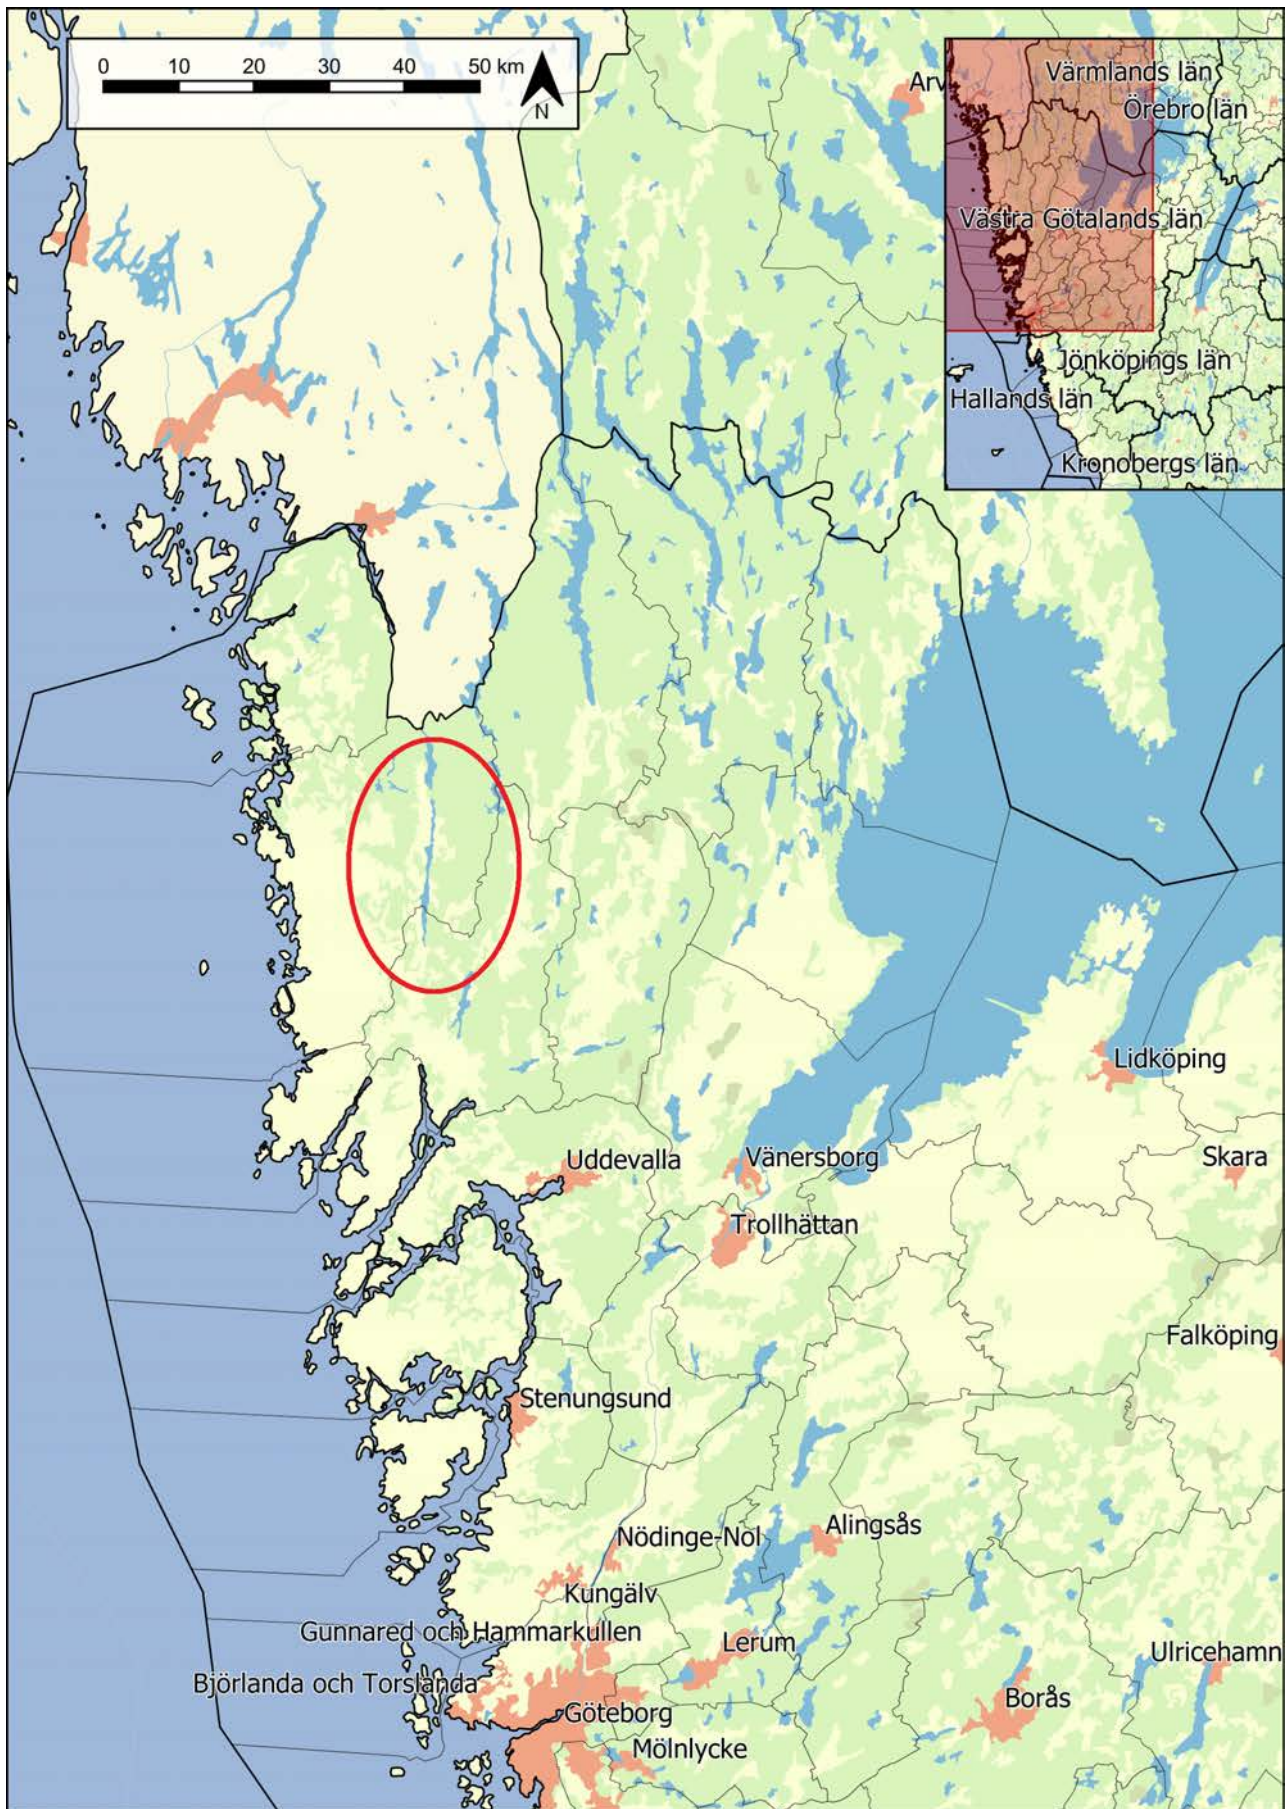 0 10 20 30 40 50 km
N
Arv
Värmlands län
Örebro län
Västra Götalands län
Jönköpings län
Hallands län
Kronobergs län
Lidköping
Uddevalla
Vänersborg
Skara
Trollhättan
Falköping
Stenungsund
Nödinge-Nol
Alingsås
Kungälv
Gunnared och Hammarkullen
Lerum
Ulricehamn
Björlanda och Torslanda
Göteborg
Borås
Mölnlycke